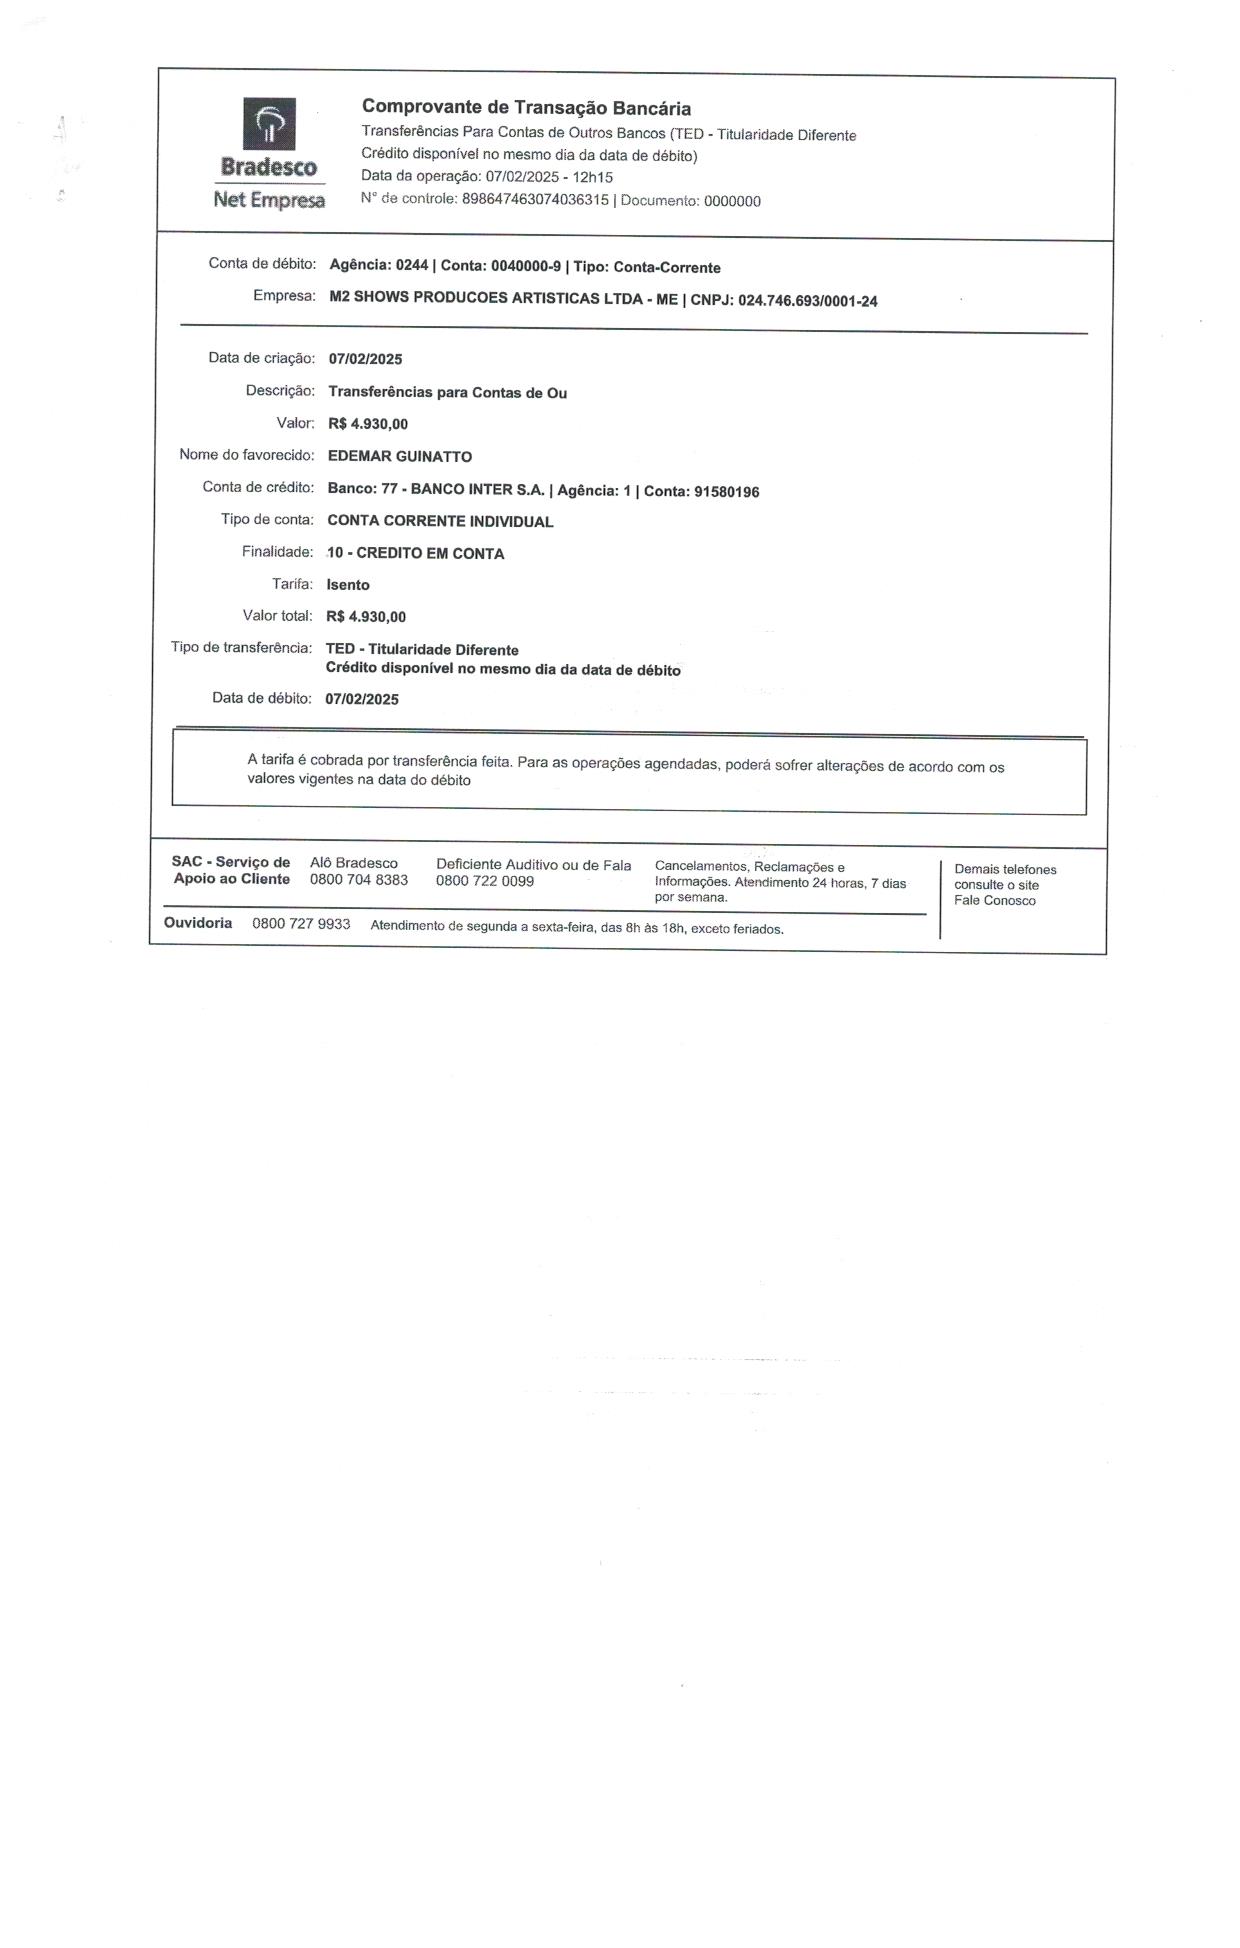 Bradesco
Net Empresa
Comprovante de Transação Bancária
Transferências Para Contas de Outros Bancos (TED - Titularidade Diferente
Crédito disponível no mesmo dia da data de débito)
Data da operação: 07/02/2025 - 12h15
N° de controle: 898647463074036315 | Documento: 0000000
Conta de débito: Agência: 0244 | Conta: 0040000-9 | Tipo: Conta-Corrente
Empresa: M2 SHOWS PRODUCOES ARTISTICAS LTDA - ME | CNPJ: 024.746.693/0001-24
Data de criação: 07/02/2025
Descrição: Transferências para Contas de Ou
Valor: R$ 4.930,00
Nome do favorecido: EDEMAR GUINATTO
Conta de crédito: Banco: 77 - BANCO INTER S.A. | Agência: 1 | Conta: 91580196
Tipo de conta: CONTA CORRENTE INDIVIDUAL
Finalidade: 10 - CREDITO EM CONTA
Tarifa: Isento
Valor total: R$ 4.930,00
Tipo de transferência: TED - Titularidade Diferente
Crédito disponível no mesmo dia da data de débito
Data de débito: 07/02/2025
A tarifa é cobrada por transferência feita. Para as operações agendadas, poderá sofrer alterações de acordo com os
valores vigentes na data do débito
SAC - Serviço de
Apoio ao Cliente
Alô Bradesco
0800 704 8383
Deficiente Auditivo ou de Fala
0800 722 0099
Cancelamentos, Reclamações e
Informações. Atendimento 24 horas, 7 dias
por semana.
Demais telefones
consulte o site
Fale Conosco
Ouvidoria 0800 727 9933 Atendimento de segunda a sexta-feira, das 8h às 18h, exceto feriados.